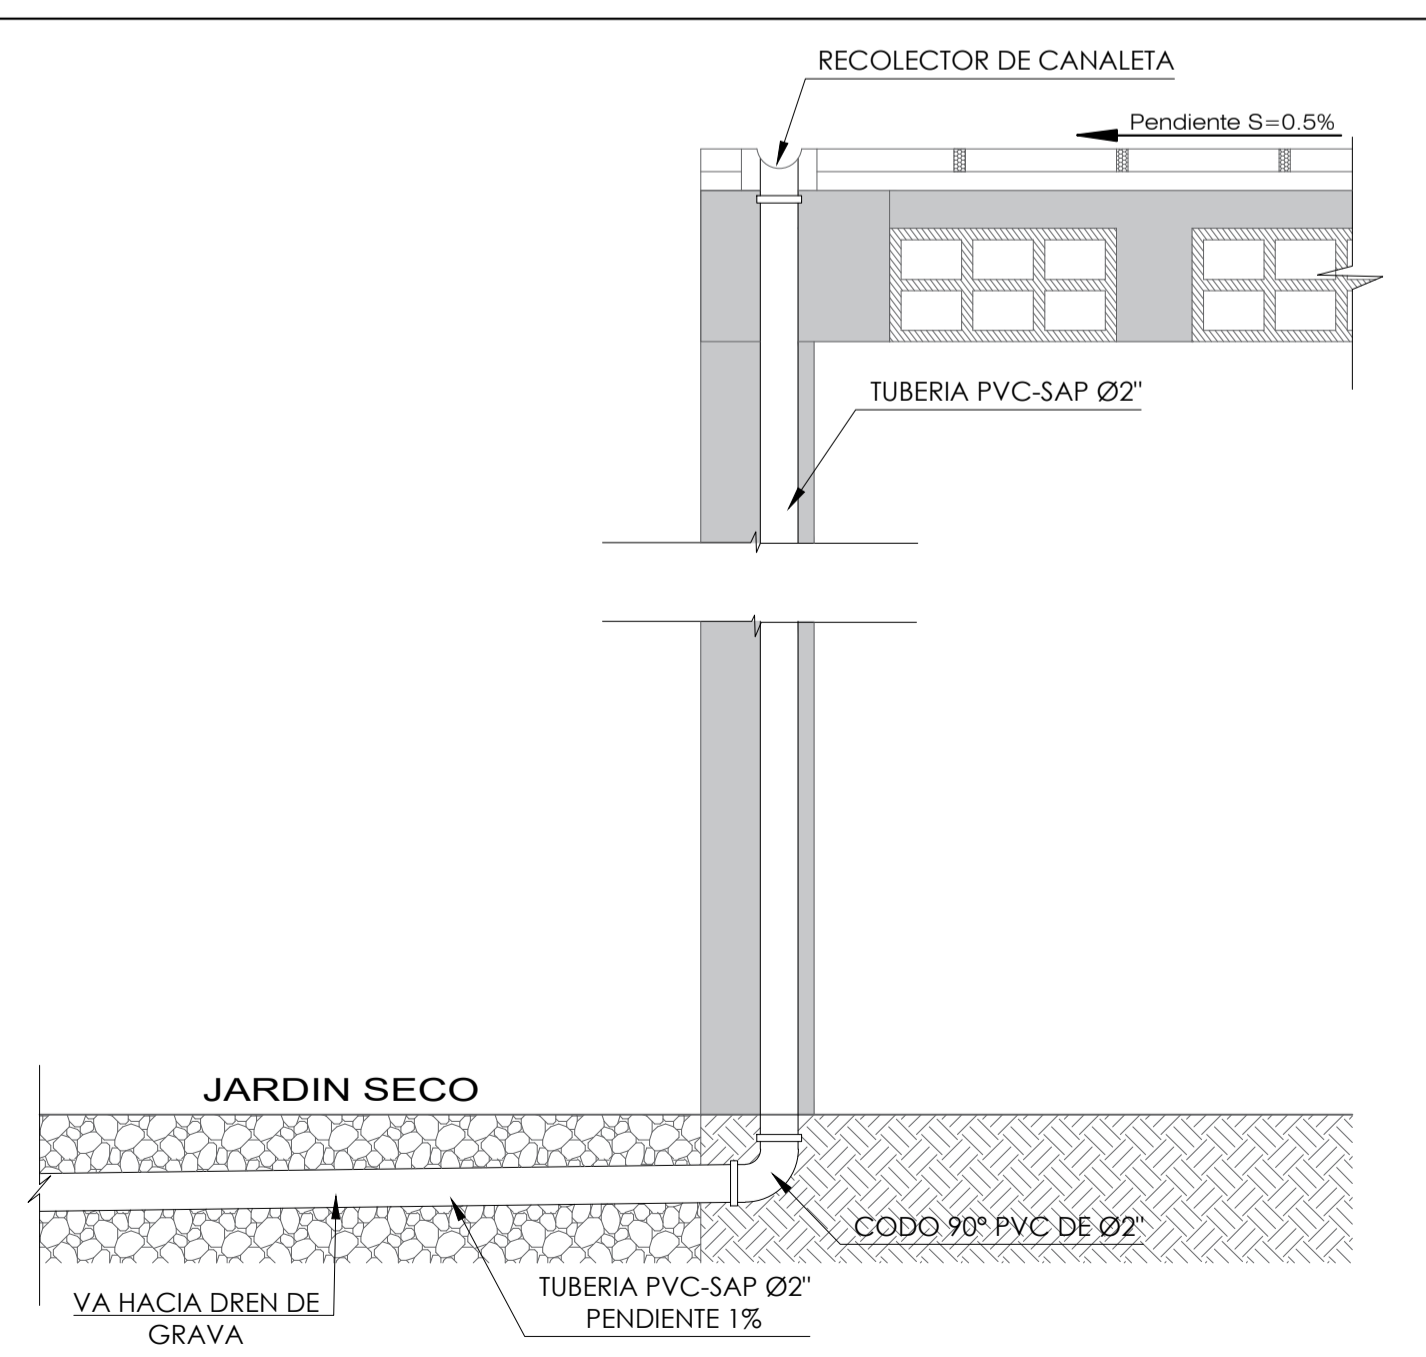 RECOLECTOR DE CANALETA
Pendiente S=0.5%
TUBERIA PVC-SAP Ø2"
JARDIN SECO
CODO 90° PVC DE Ø2"
TUBERIA PVC-SAP Ø2"
PENDIENTE 1%
VA HACIA DREN DE
GRAVA